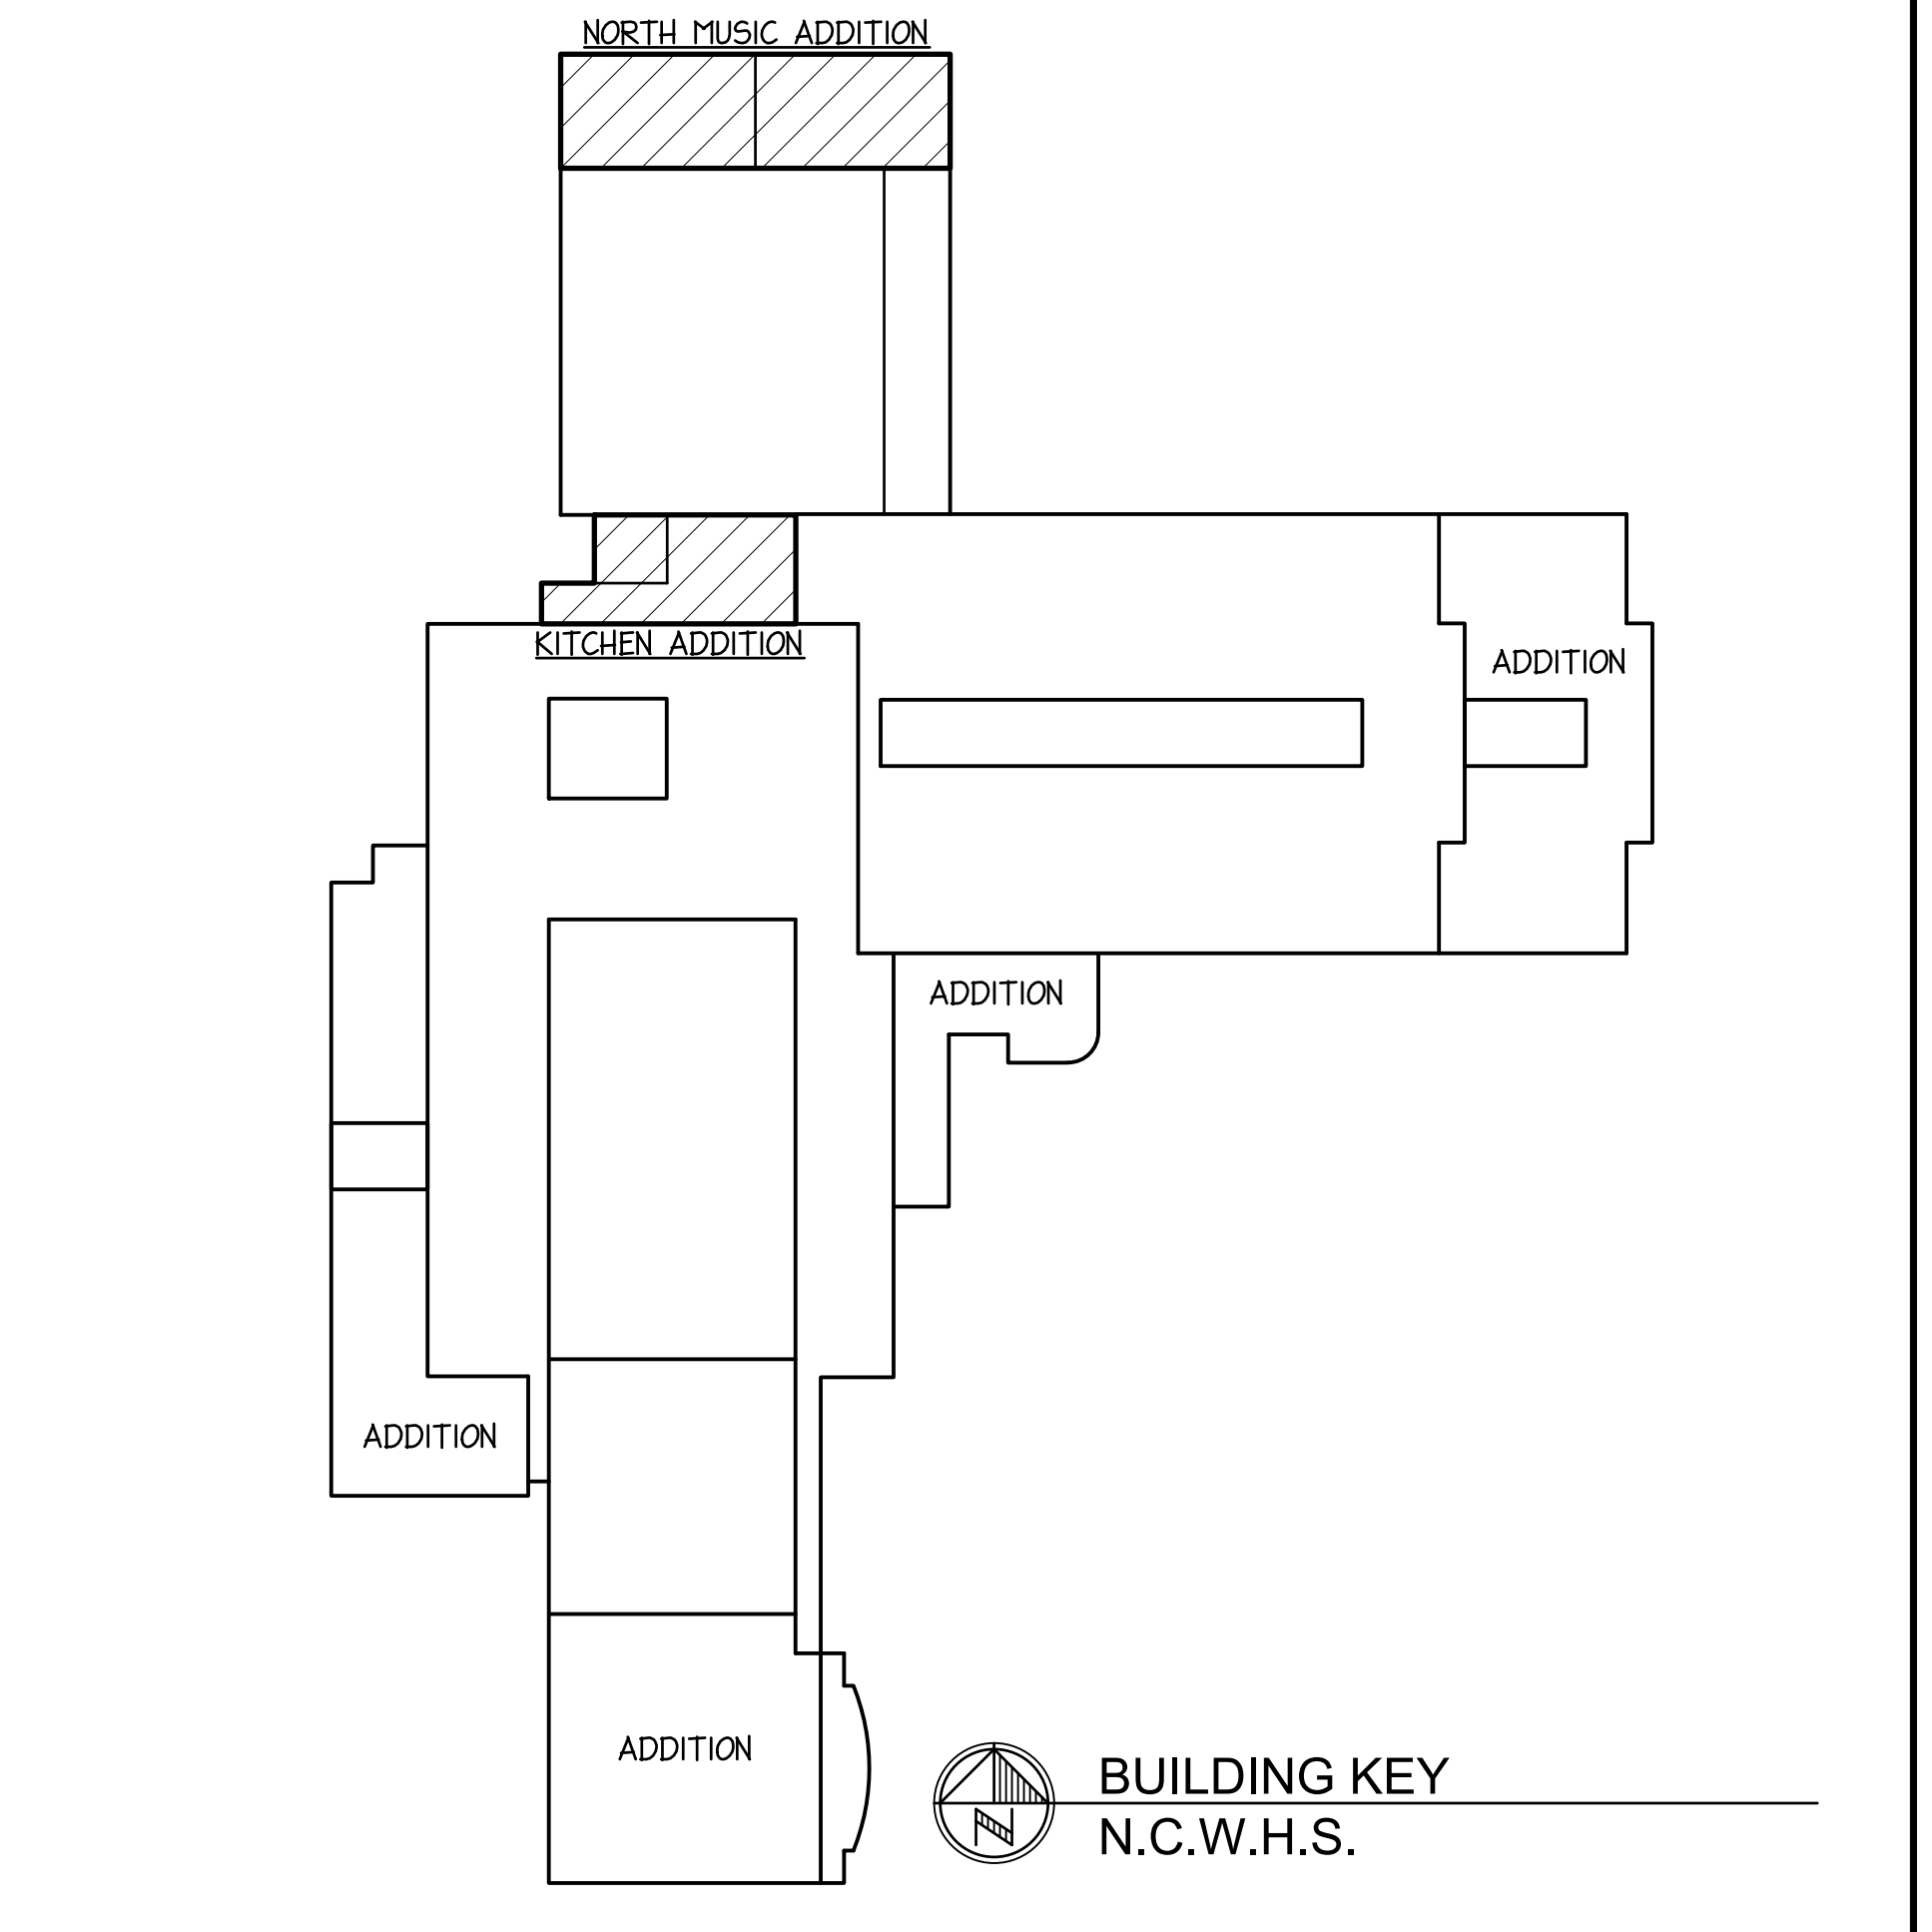 NORTH MUSIC ADDITION
KITCHEN ADDITION
ADDITION
ADDITION
ADDITION
ADDITION
N
BUILDING KEY
N.C.W.H.S.